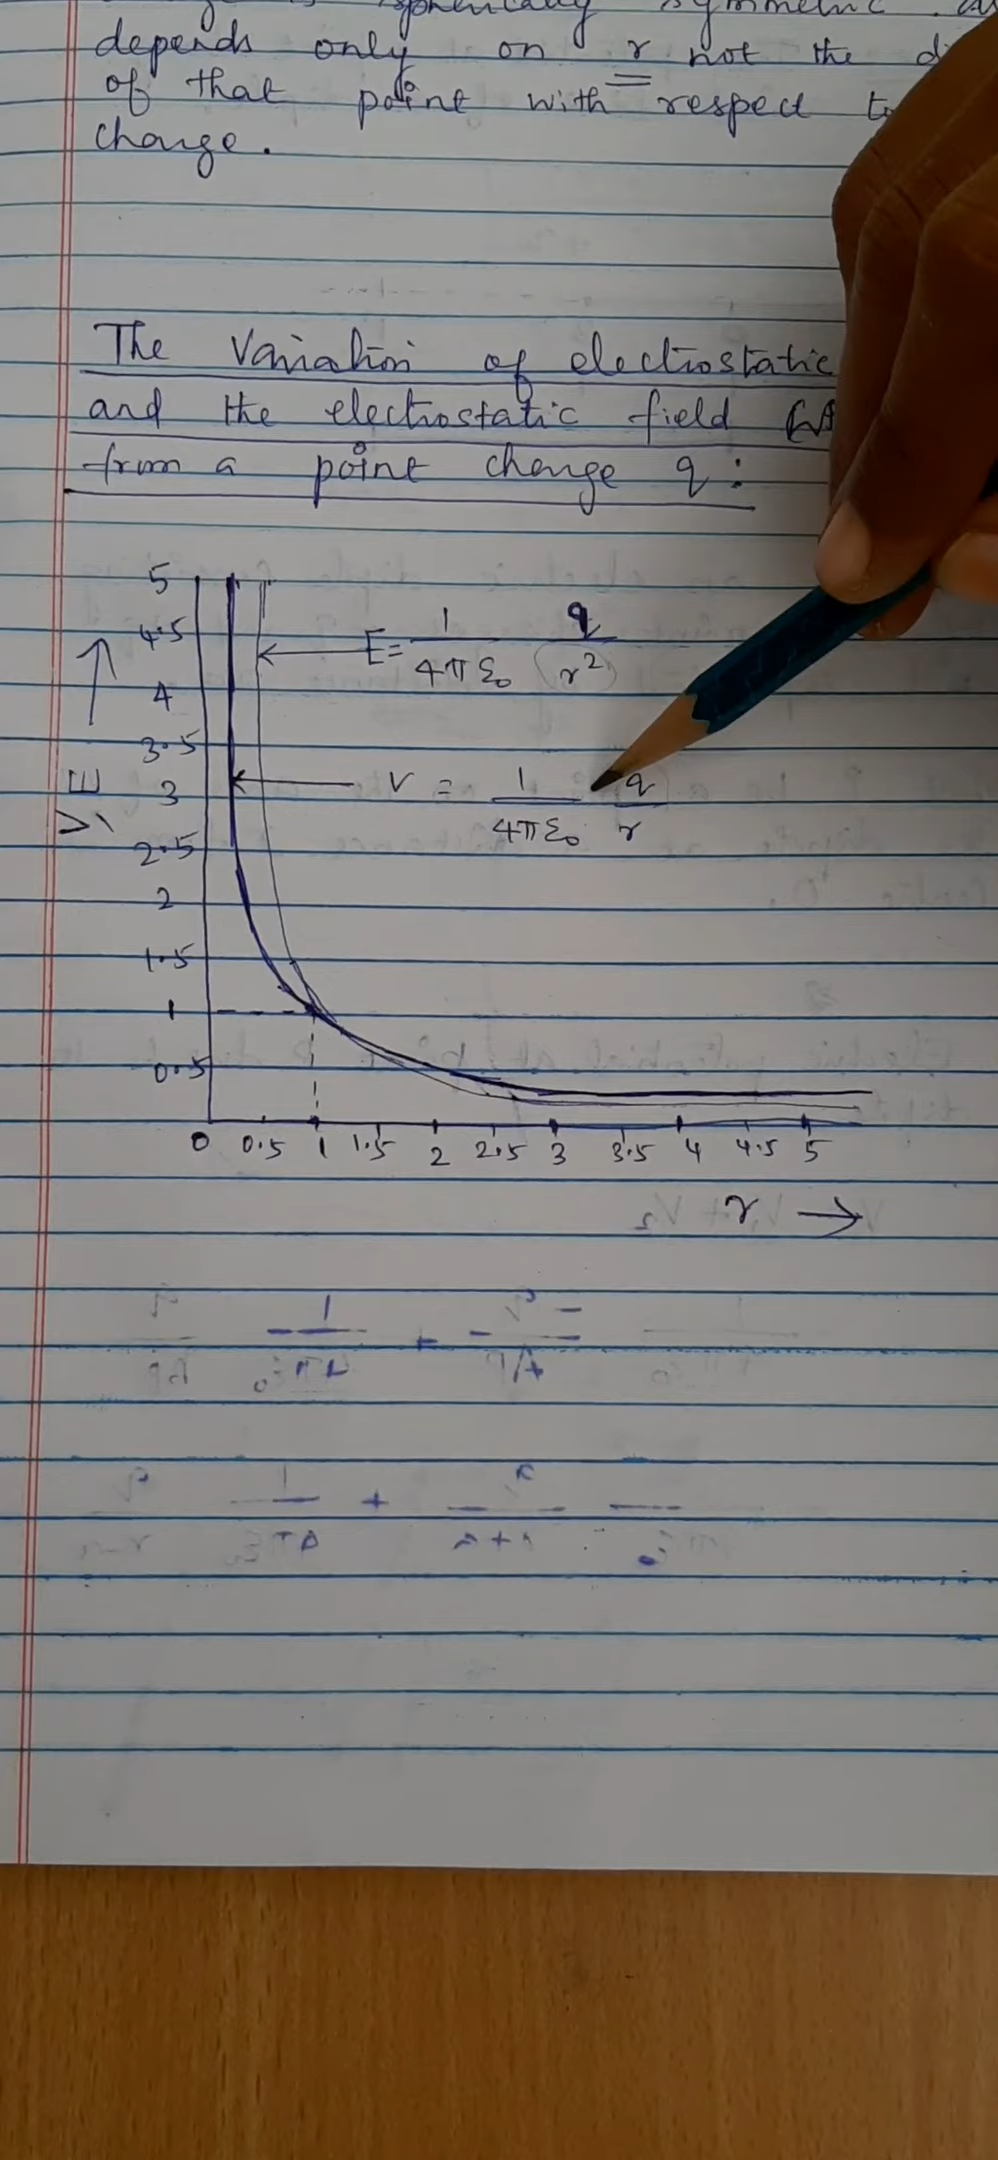 depends only on r not the
of that point with respect
charge.
The Variation of electrostatic
and the electrostatic field
from a point charge q:
5
4.5
4
3.5
3
2.5
2
1.5
1
0.5
V, E
E = 1 / 4πε₀ q / r²
V = 1 / 4πε₀ q / r
0 0.5 1 1.5 2 2.5 3 3.5 4 4.5 5
r →